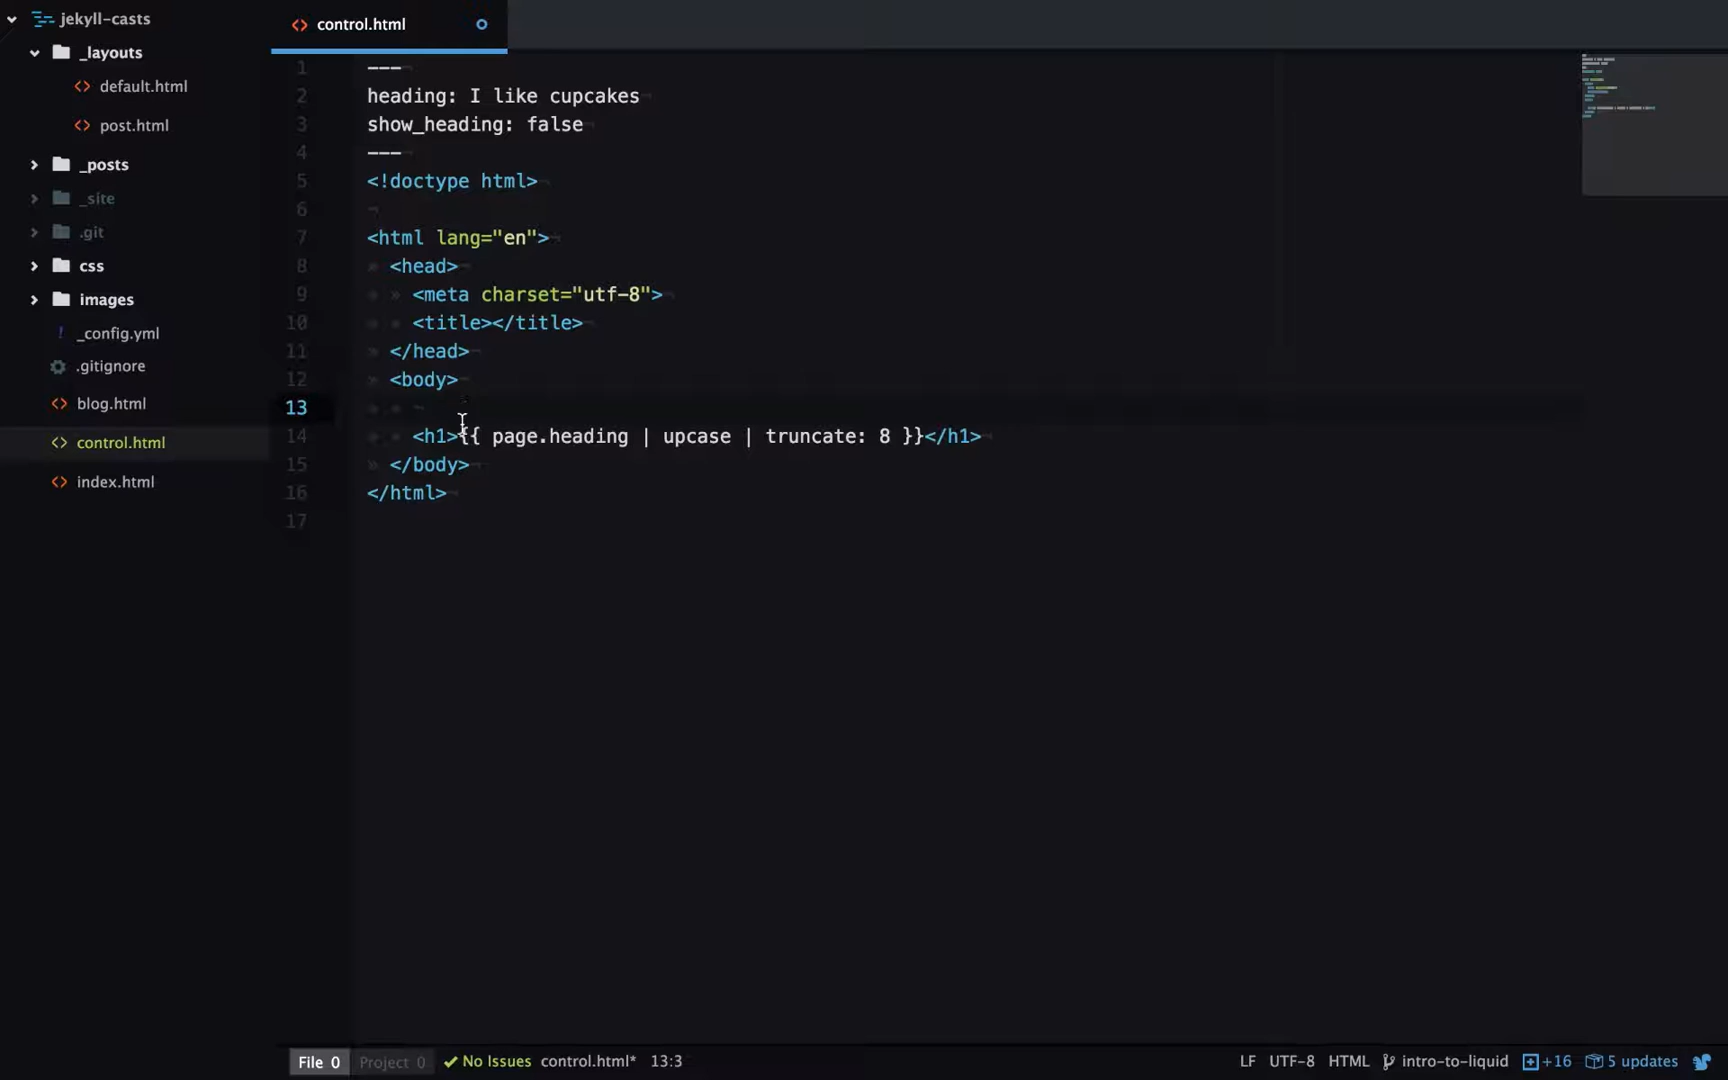 jekyll-casts
_layouts
default.html
post.html
_posts
_site
.git
css
images
_config.yml
.gitignore
blog.html
control.html
index.html
control.html
1 ---
2 heading: I like cupcakes
3 show_heading: false
4 ---
5 <!doctype html>
6
7 <html lang="en">
8 <head>
9 <meta charset="utf-8">
10 <title></title>
11 </head>
12 <body>
13
14 <h1>{{ page.heading | upcase | truncate: 8 }}</h1>
15 </body>
16 </html>
17
File 0 Project 0 No Issues control.html* 13:3 LF UTF-8 HTML intro-to-liquid +16 5 updates